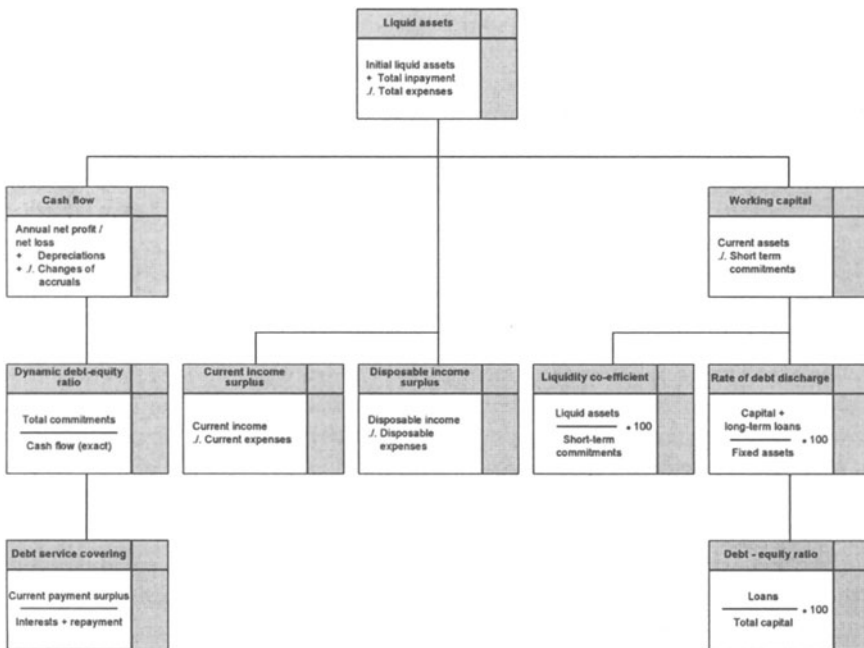 Liquid assets
Initial liquid assets
+ Total inpayment
./. Total expenses
Cash flow
Annual net profit /
net loss
+ Depreciations
+ ./. Changes of
accruals
Working capital
Current assets
./. Short term
commitments
Dynamic debt-equity
ratio
Total commitments
Cash flow (exact)
Current income
surplus
Current income
./. Current expenses
Disposable income
surplus
Disposable income
./. Disposable
expenses
Liquidity co-efficient
Liquid assets
* 100
Short-term
commitments
Rate of debt discharge
Capital +
long-term loans
* 100
Fixed assets
Debt service covering
Current payment surplus
Interests + repayment
Debt - equity ratio
Loans
* 100
Total capital